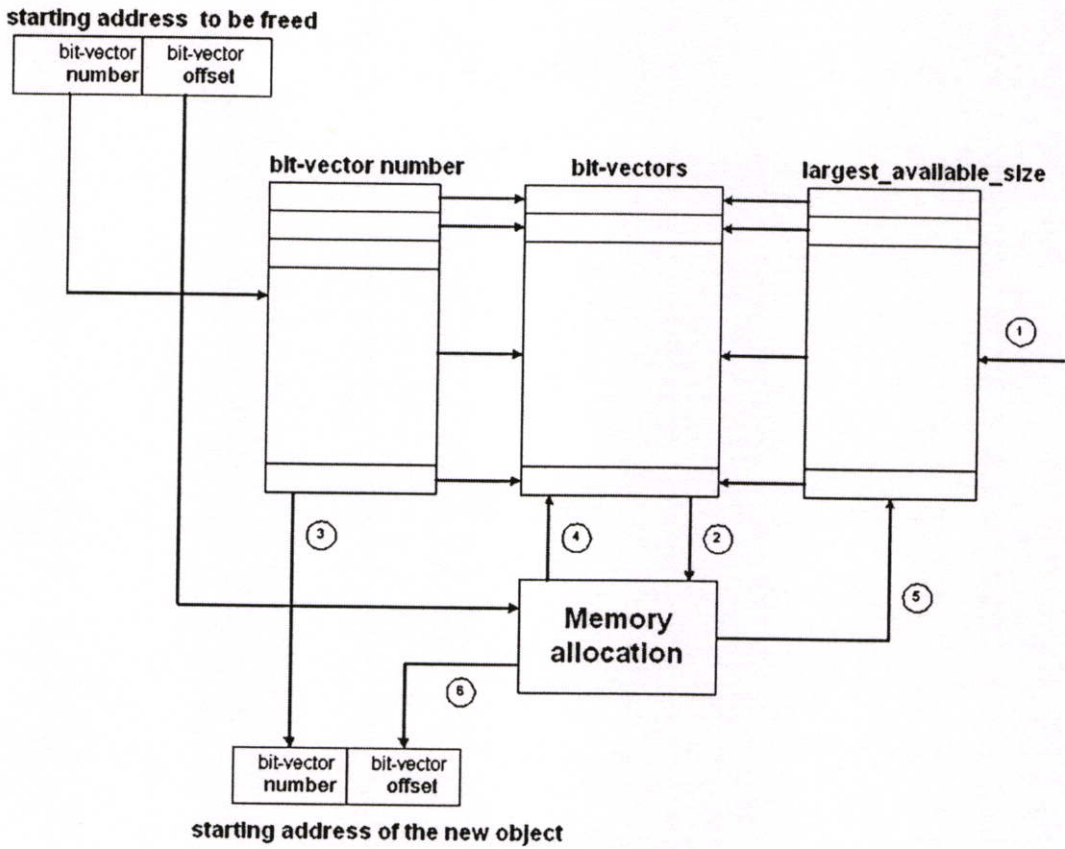 starting address to be freed
bit-vector number
bit-vector offset
bit-vector number
bit-vectors
largest_available_size
1
3
4
2
5
Memory
allocation
6
bit-vector number
bit-vector offset
starting address of the new object